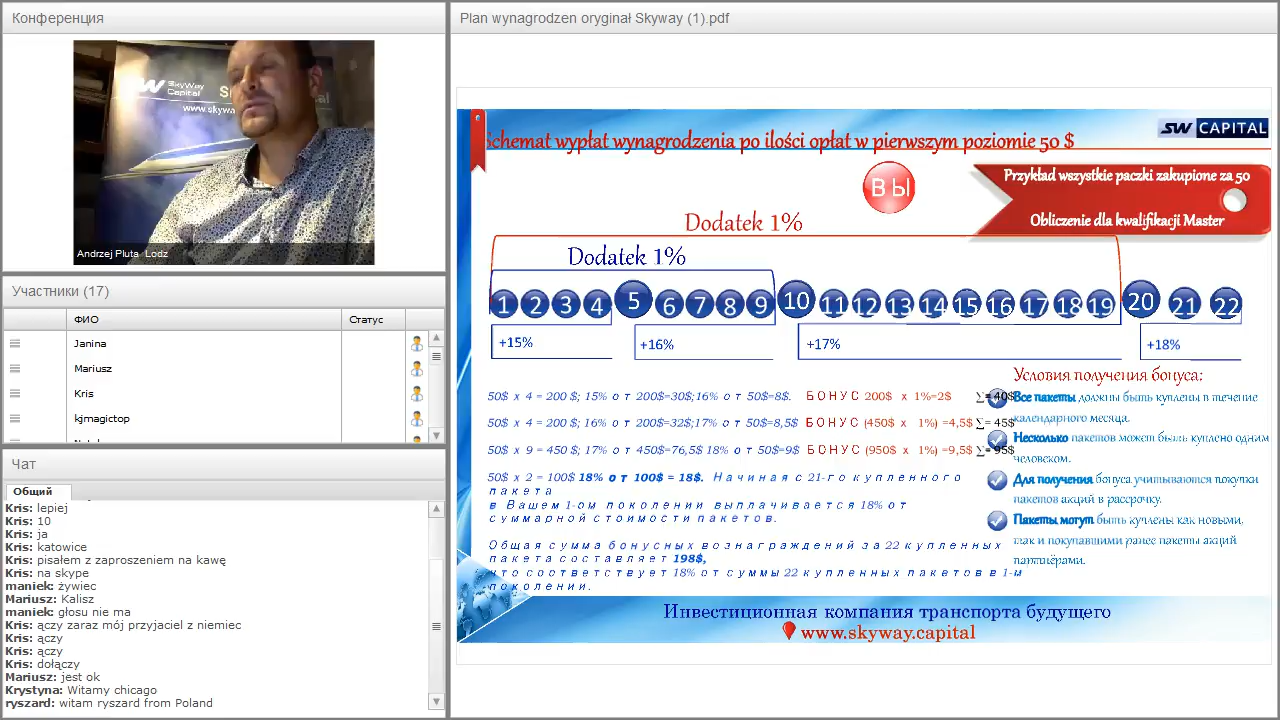 Конференция
SkyWay
Capital
www.skywa
Andrzej Pluta Lodz
Участники (17)
ФИО
Статус
Janina
Mariusz
Kris
kjmagictop
Чат
Общий
Kris: lepiej
Kris: 10
Kris: ja
Kris: katowice
Kris: pisałem z zaproszeniem na kawę
Kris: na skype
maniek: żywiec
Mariusz: Kalisz
maniek: głosu nie ma
Kris: ączy zaraz mój przyjaciel z niemiec
Kris: ączy
Kris: ączy
Kris: dołączy
Mariusz: jest ok
Krystyna: Witamy chicago
ryszard: witam ryszard from Poland
Plan wynagrodzen oryginał Skyway (1).pdf
Schemat wypłat wynagrodzenia po ilości opłat w pierwszym poziomie 50 $
SW CAPITAL
ВЫ
Przykład wszystkie paczki zakupione za 50
Obliczenie dla kwalifikacji Master
Dodatek 1%
Dodatek 1%
1 2 3 4 5 6 7 8 9 10 11 12 13 14 15 16 17 18 19 20 21 22
+15% +16% +17% +18%
50$ x 4 = 200 $; 15% от 200$=30$;16% от 50$=8$. БОНУС 200$ x 1%=2$ ∑= 40$
50$ x 4 = 200 $; 16% от 200$=32$;17% от 50$=8,5$ БОНУС (450$ x 1%) =4,5$ ∑= 45$
50$ x 9 = 450 $; 17% от 450$=76,5$ 18% от 50$=9$ БОНУС (950$ x 1%) =9,5$ ∑= 95$
50$ x 2 = 100$ 18% от 100$ = 18$. Начиная с 21-го купленного
пакета
в Вашем 1-ом поколении выплачивается 18% от
суммарной стоимости пакетов.
Общая сумма бонусных вознаграждений за 22 купленных
пакета составляет 198$,
что соответствует 18% от суммы 22 купленных пакетов в 1-м
поколении.
Условия получения бонуса:
Все пакеты должны быть куплены в течение
календарного месяца.
Несколько пакетов может быть куплено одним
человеком.
Для получения бонуса учитываются покупки
пакетов акций в рассрочку.
Пакеты могут быть куплены как новыми,
так и покупавшими ранее пакеты акций
партнёрами.
Инвестиционная компания транспорта будущего
www.skyway.capital